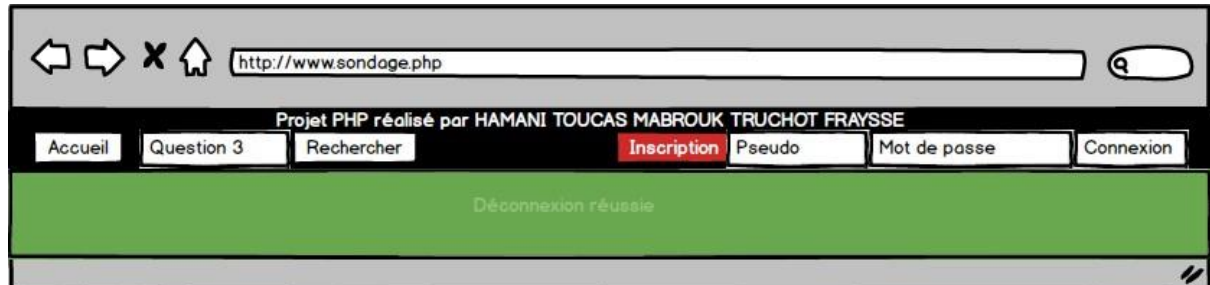 http://www.sondage.php
Projet PHP réalisé par HAMANI TOUCAS MABROUK TRUCHOT FRAYSSE
Accueil Question 3 Rechercher Inscription Pseudo Mot de passe Connexion
Déconnexion réussie